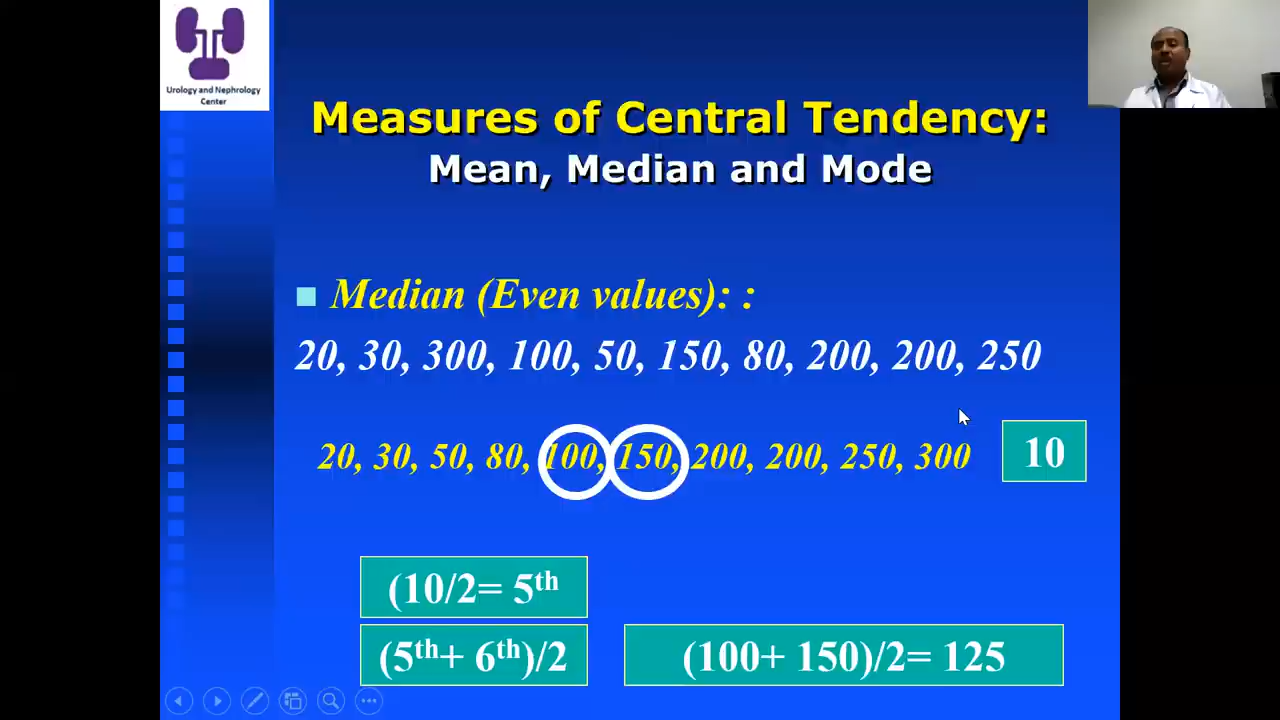 Urology and Nephrology
Center
Measures of Central Tendency:
Mean, Median and Mode
Median (Even values): :
20, 30, 300, 100, 50, 150, 80, 200, 200, 250
20, 30, 50, 80, 100, 150, 200, 200, 250, 300
10
(10/2= 5th
(5th+ 6th)/2
(100+ 150)/2= 125